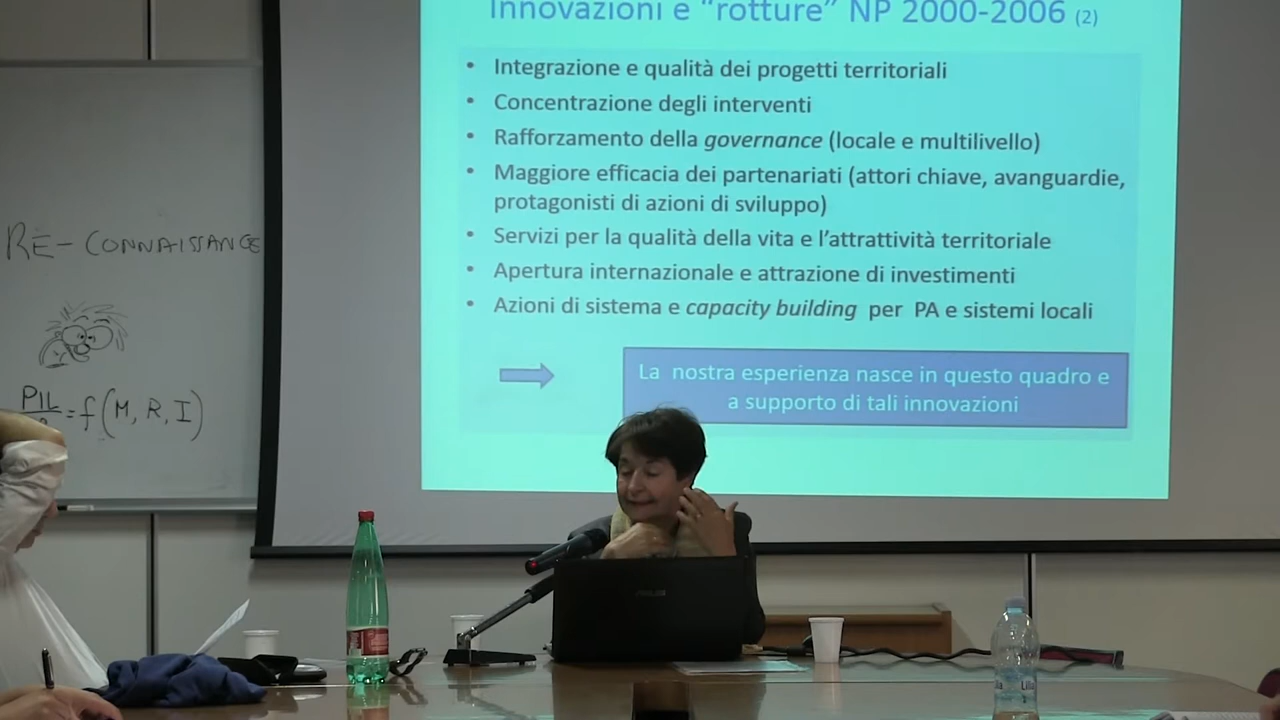 Innovazioni e "rotture" NP 2000-2006 (2)
• Integrazione e qualità dei progetti territoriali
• Concentrazione degli interventi
• Rafforzamento della governance (locale e multilivello)
• Maggiore efficacia dei partenariati (attori chiave, avanguardie,
protagonisti di azioni di sviluppo)
• Servizi per la qualità della vita e l'attrattività territoriale
• Apertura internazionale e attrazione di investimenti
• Azioni di sistema e capacity building per PA e sistemi locali
La nostra esperienza nasce in questo quadro e
a supporto di tali innovazioni
RE-CONNAISSANCE
PIL
= f(M, R, I)
ASUS
Lilia